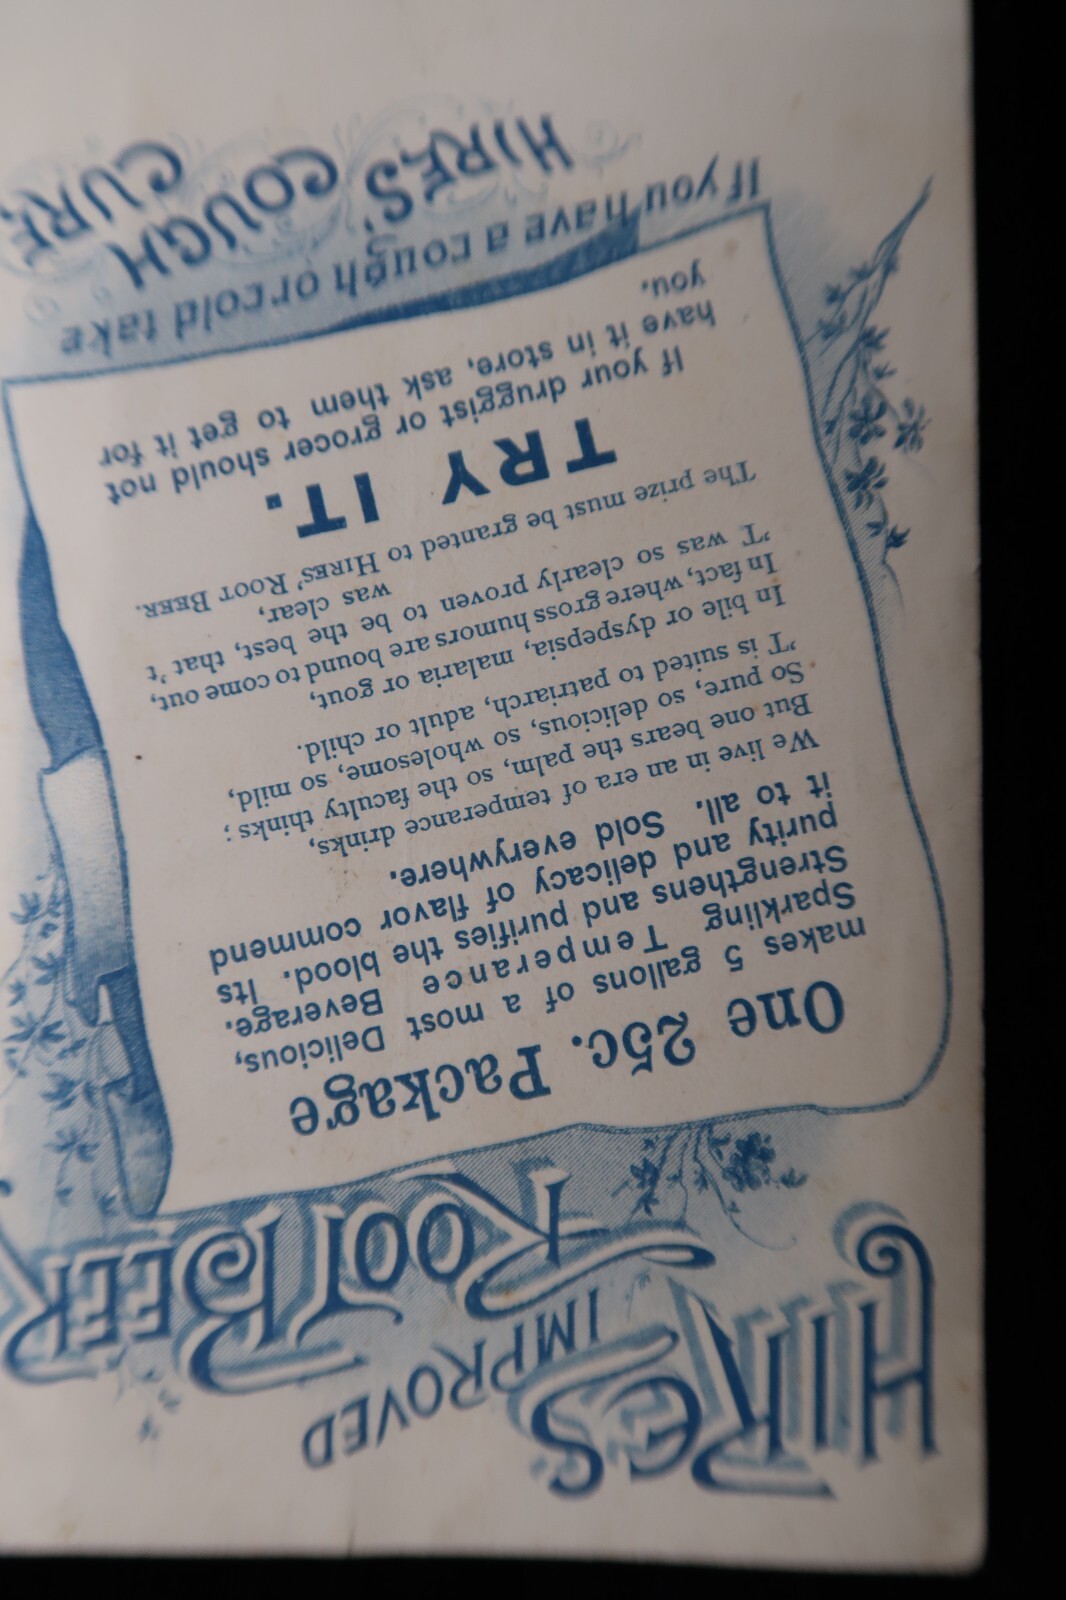 HIRES'
IMPROVED
ROOT BEER
One 25c. Package
makes 5 gallons of a most Delicious,
Sparkling Temperance Beverage.
Strengthens and purifies the blood. Its
purity and delicacy of flavor commend
it to all. Sold everywhere.
We live in an era of temperance drinks,
But one bears the palm, so the faculty thinks;
So pure, so delicious, so wholesome, so mild,
'T is suited to patriarch, adult or child.
In bile or dyspepsia, malaria or gout,
In fact, where gross humors are bound to come out,
'T was so clearly proven to be the best, that 't
was clear,
The prize must be granted to HIRES' ROOT BEER.
TRY IT.
If your druggist or grocer should not
have it in store, ask them to get it for
you.
If you have a cough or cold take
HIRES' COUGH CURE.